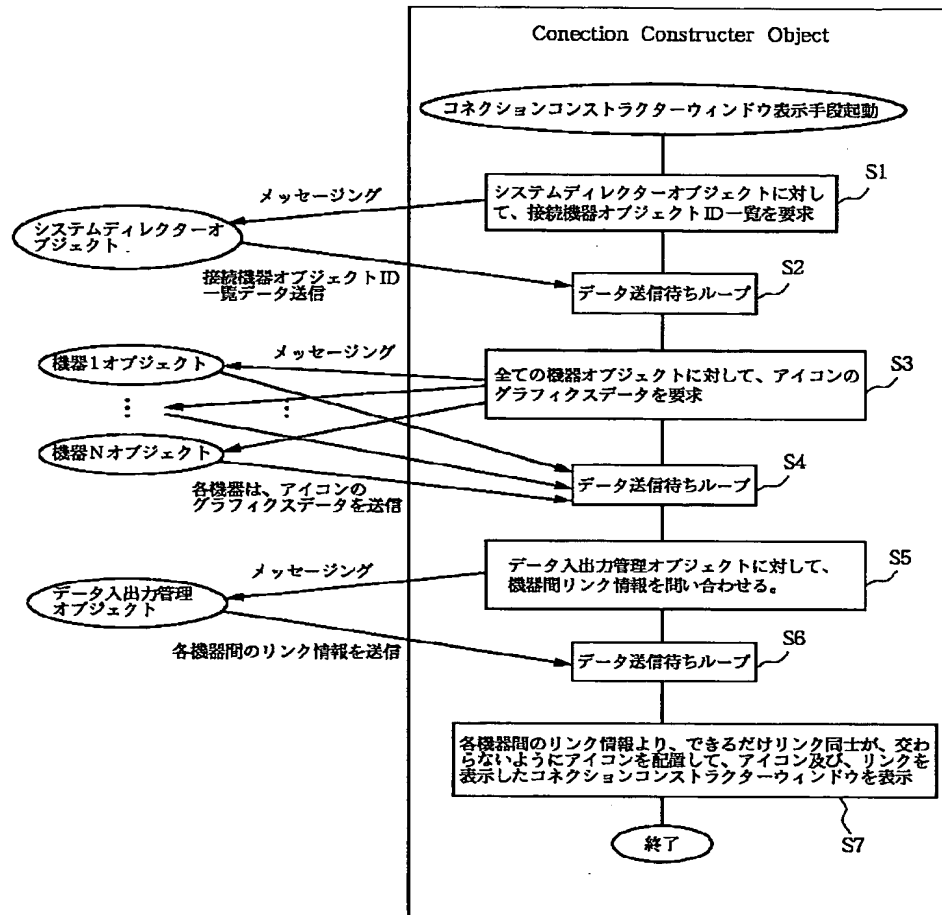 Conection Constructer Object
コネクションコンストラクターウィンドウ表示手段起動
S1
メッセージング
システムディレクターオブジェクトに対し
て、接続機器オブジェクトID一覧を要求
システムディレクターオ
ブジェクト
S2
接続機器オブジェクトID
一覧データ送信
データ送信待ちループ
メッセージング
機器1オブジェクト
S3
全ての機器オブジェクトに対して、アイコンの
グラフィクスデータを要求
機器Nオブジェクト
S4
データ送信待ちループ
各機器は、アイコンの
グラフィクスデータを送信
S5
メッセージング
データ入出力管理オブジェクトに対して、
機器間リンク情報を問い合わせる。
データ入出力管理
オブジェクト
S6
各機器間のリンク情報を送信
データ送信待ちループ
各機器間のリンク情報より、できるだけリンク同士が、交わ
らないようにアイコンを配置して、アイコン及び、リンクを
表示したコネクションコンストラクターウィンドウを表示
S7
終了